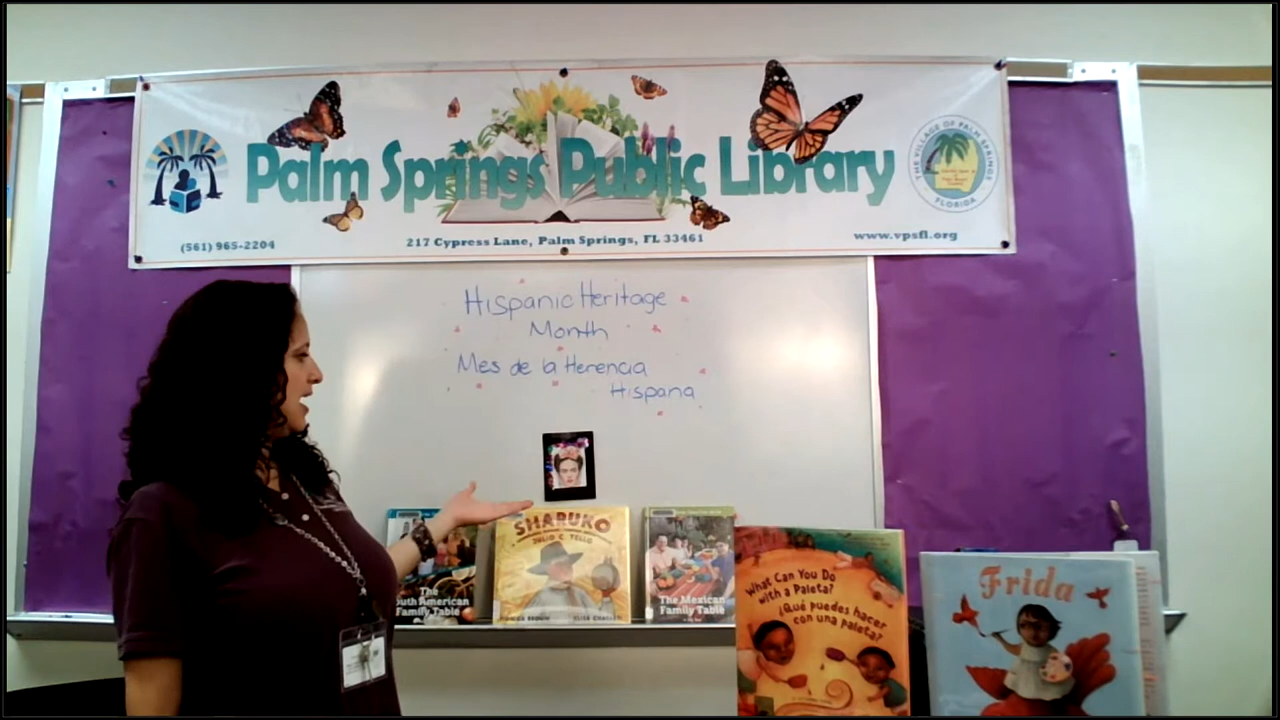 Palm Springs Public Library
THE VILLAGE OF PALM SPRINGS
FLORIDA
(561) 965-2204
217 Cypress Lane, Palm Springs, FL 33461
www.vpsfl.org
Hispanic Heritage
Month
Mes de la Herencia
Hispana
SHARUKO
JULIO C. TELLO
The
South American
Family Table
The Mexican
Family Table
What Can You Do
with a Paleta?
¿Qué puedes hacer
con una paleta?
Frida